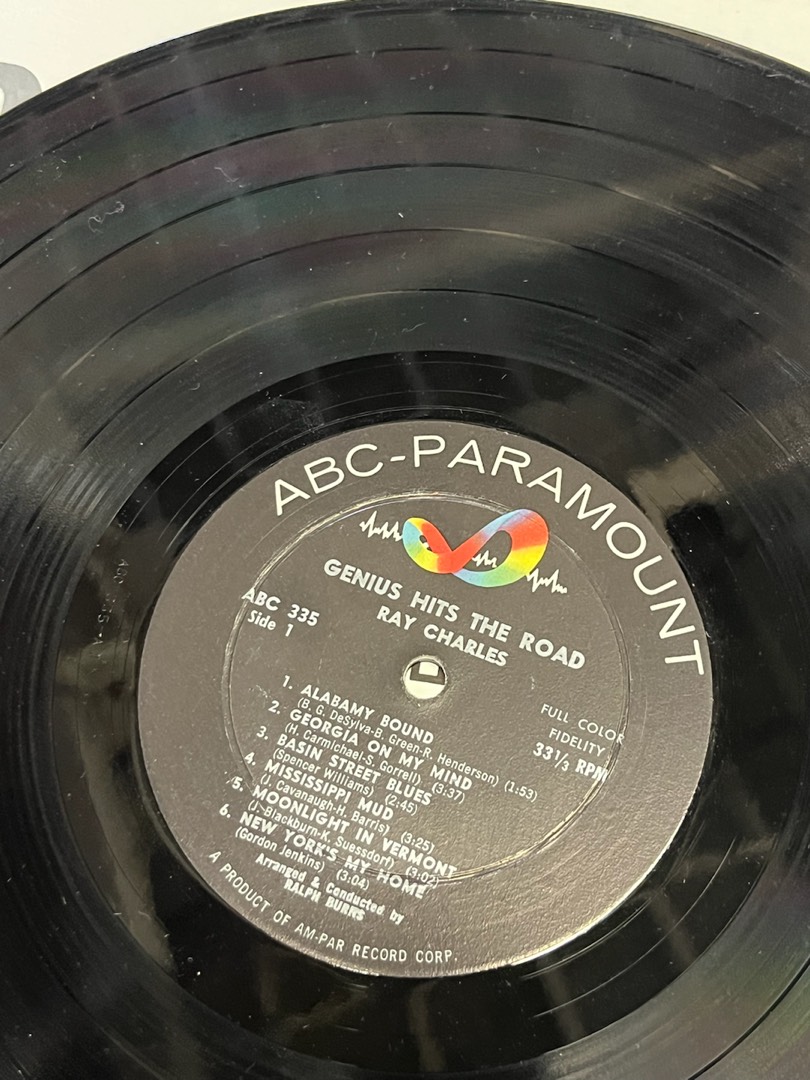 ABC-PARAMOUNT
GENIUS HITS THE ROAD
RAY CHARLES
ABC 335
Side 1
FULL COLOR
FIDELITY
33 1/3 RPM
1. ALABAMY BOUND
(B. G. DeSylva-B. Green-R. Henderson) (1:53)
2. GEORGIA ON MY MIND
(H. Carmichael-S. Gorrell) (3:37)
3. BASIN STREET BLUES
(Spencer Williams) (2:45)
4. MISSISSIPPI MUD
(J. Cavanaugh-H. Barris) (3:25)
5. MOONLIGHT IN VERMONT
(J. Blackburn-K. Suessdorf) (3:02)
6. NEW YORK'S MY HOME
(Gordon Jenkins) (3:04)
Arranged & Conducted by
RALPH BURNS
A PRODUCT OF AM-PAR RECORD CORP.